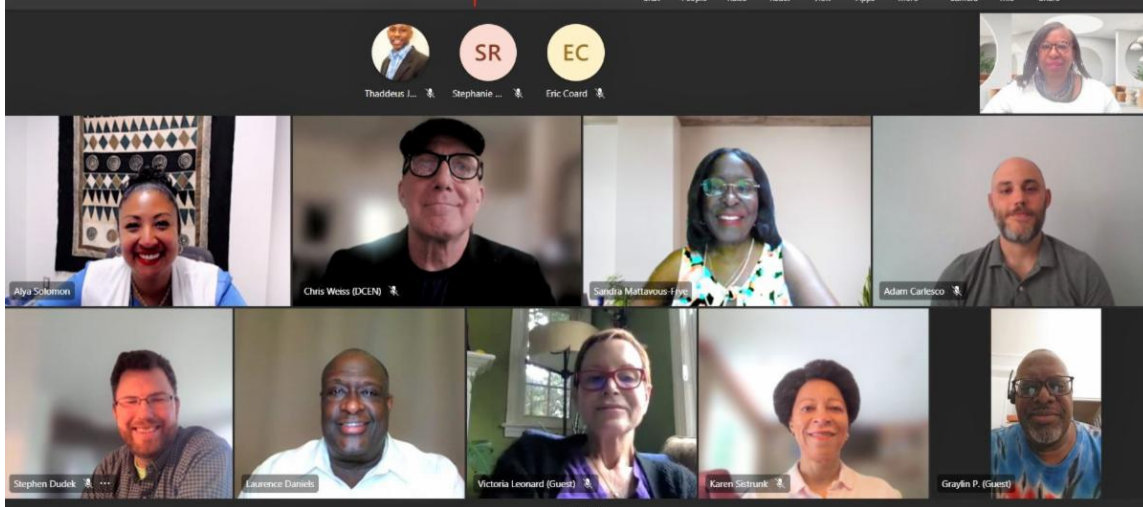 SR
EC
Thaddeus J...
Stephanie ...
Eric Coard
Alya Solomon
Chris Weiss (DCEN)
Sandra Mattavous-Frye
Adam Carlesco
Stephen Dudek
Laurence Daniels
Victoria Leonard (Guest)
Karen Sistrunk
Graylin P. (Guest)